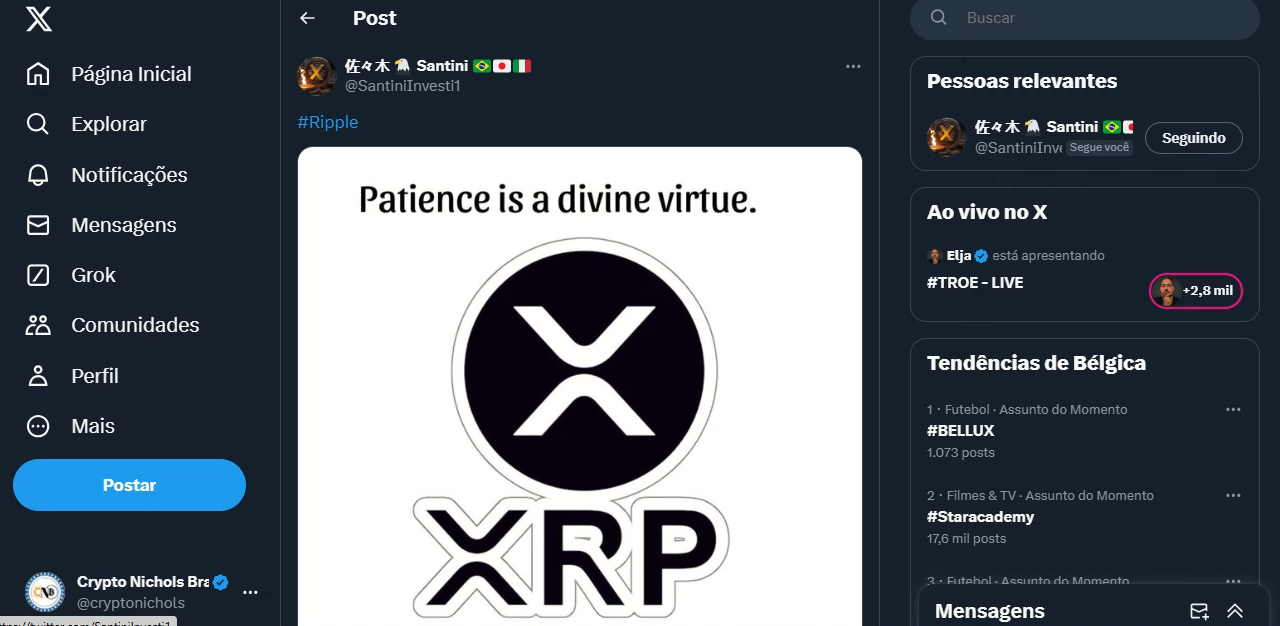 Post
Buscar
Página Inicial
Explorar
Notificações
Mensagens
Grok
Comunidades
Perfil
Mais
Postar
Crypto Nichols Bra
@cryptonichols
佐々木 🦅 Santini 🇧🇷🇯🇵🇮🇹
@SantiniInvesti1
#Ripple
Patience is a divine virtue.
XRP
Pessoas relevantes
佐々木 🦅 Santini 🇧🇷
@SantiniInve Segue você
Seguindo
Ao vivo no X
Elja está apresentando
#TROE - LIVE
+2,8 mil
Tendências de Bélgica
1 · Futebol · Assunto do Momento
#BELLUX
1.073 posts
2 · Filmes & TV · Assunto do Momento
#Staracademy
17,6 mil posts
3 · Futebol · Assunto do Momento
Mensagens